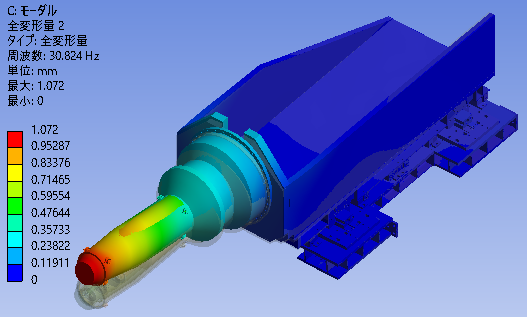 C: モーダル
全変形量 2
タイプ: 全変形量
周波数: 30.824 Hz
単位: mm
最大: 1.072
最小: 0
1.072
0.95287
0.83376
0.71465
0.59554
0.47644
0.35733
0.23822
0.11911
0